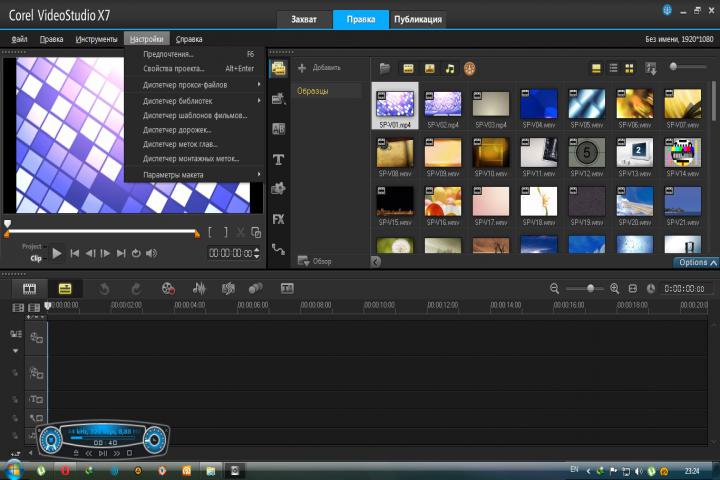 Corel VideoStudio X7
Захват Правка Публикация
Файл Правка Инструменты Настройки Справка
Без имени, 1920*1080
Предпочтения... F6
Свойства проекта... Alt+Enter
Диспетчер прокси-файлов
Диспетчер библиотек
Диспетчер шаблонов фильмов...
Диспетчер дорожек...
Диспетчер меток глав...
Диспетчер монтажных меток...
Параметры макета
Добавить
Образцы
Обзор
SP-V01.mp4 SP-V02.mp4 SP-V03.mp4 SP-V04.wmv SP-V05.wmv SP-V06.wmv SP-V07.wmv
SP-V08.wmv SP-V09.wmv SP-V10.wmv SP-V11.wmv SP-V12.wmv SP-V13.wmv SP-V14.wmv
SP-V15.wmv SP-V16.wmv SP-V17.wmv SP-V18.wmv SP-V19.wmv SP-V20.wmv SP-V21.wmv
Options
Project
Clip
00:00:00:00
0:00:00:00
00:00:00.00 00:00:02.00 00:00:04.00 00:00:06.00 00:00:08.00 00:00:10.00 00:00:12.00 00:00:14.00 00:00:16.00 00:00:18.00
00:40
EN
23:24